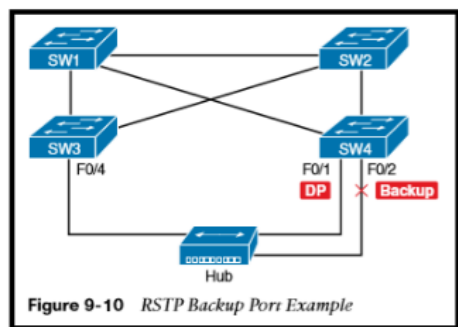 SW1 SW2
SW3 SW4
F0/4 F0/1 F0/2
DP Backup
Hub
Figure 9-10 RSTP Backup Port Example